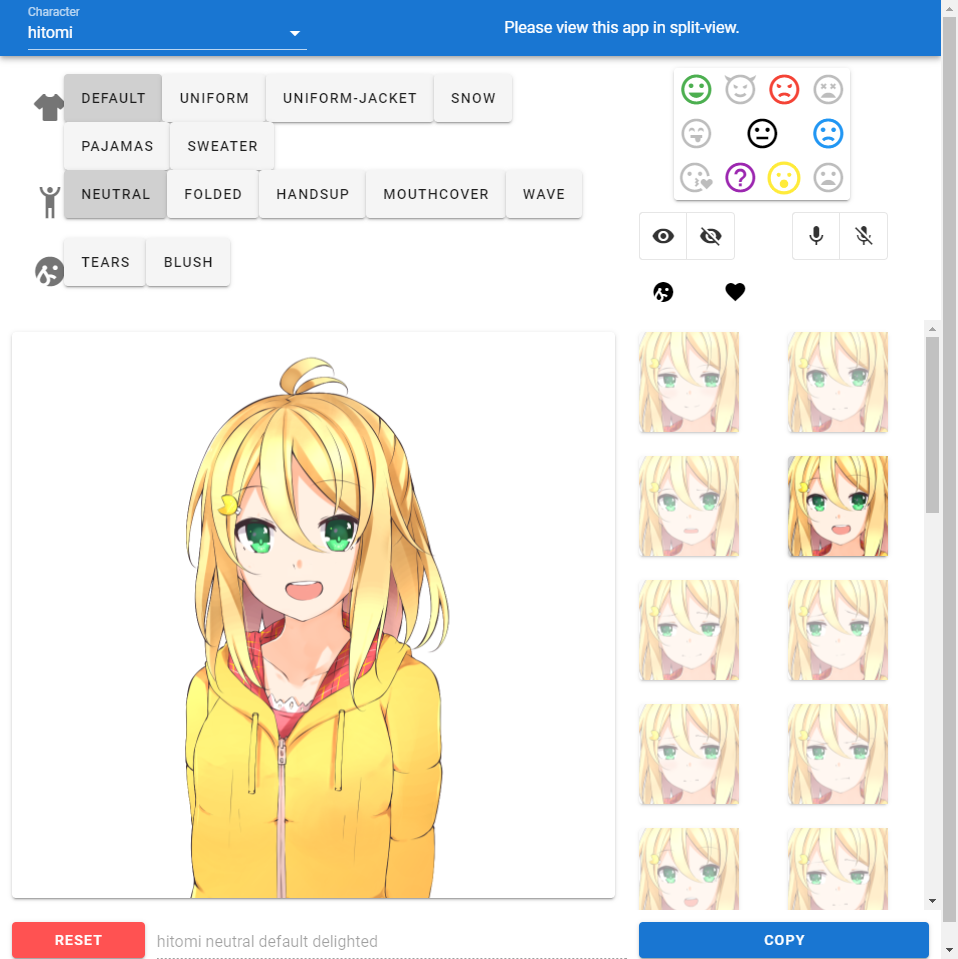 Character
hitomi
Please view this app in split-view.
DEFAULT UNIFORM UNIFORM-JACKET SNOW
PAJAMAS SWEATER
NEUTRAL FOLDED HANDSUP MOUTHCOVER WAVE
TEARS BLUSH
RESET hitomi neutral default delighted COPY